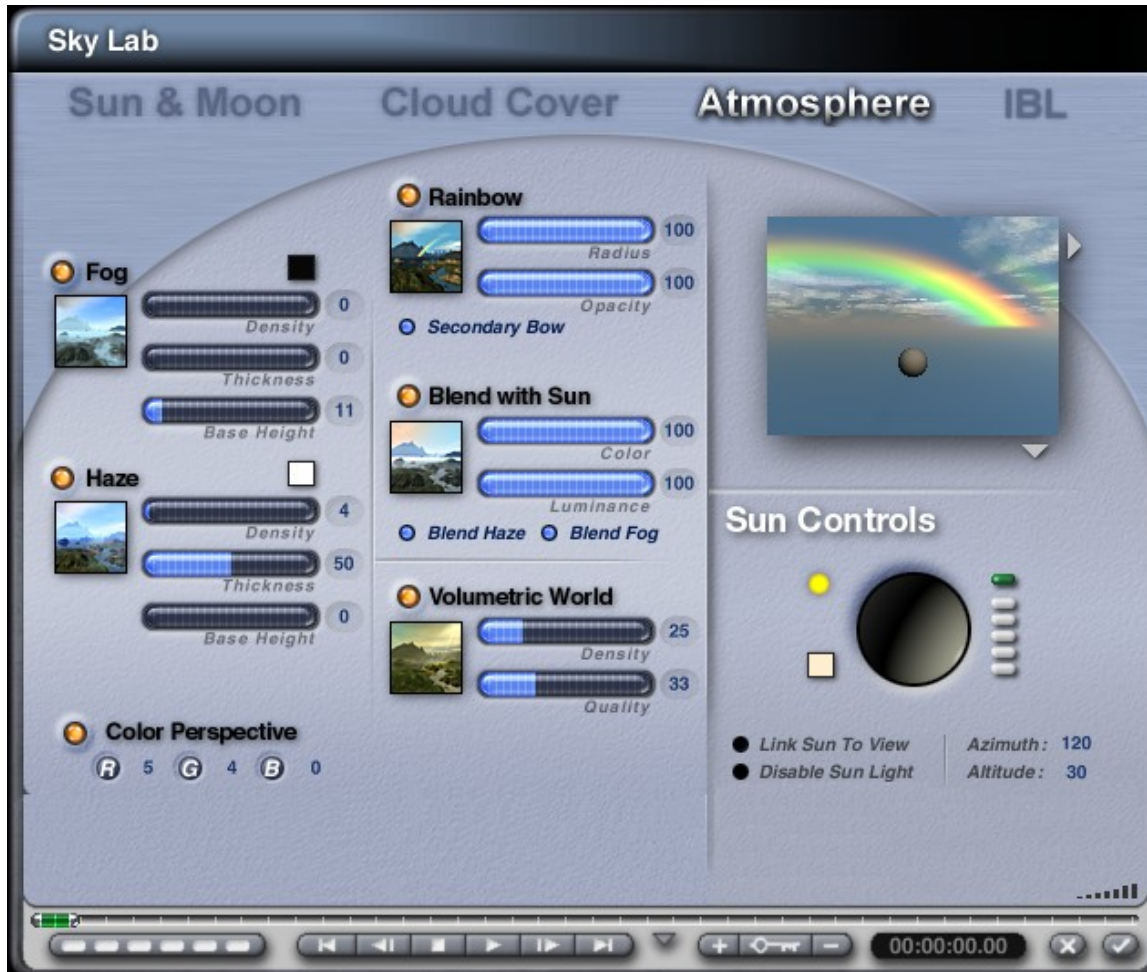 Sky Lab
Sun & Moon Cloud Cover Atmosphere IBL
Fog
0
Density
0
Thickness
11
Base Height
Haze
4
Density
50
Thickness
0
Base Height
Color Perspective
R 5 G 4 B 0
Rainbow
100
Radius
100
Opacity
Secondary Bow
Blend with Sun
100
Color
100
Luminance
Blend Haze Blend Fog
Volumetric World
25
Density
33
Quality
Sun Controls
Link Sun To View Azimuth: 120
Disable Sun Light Altitude: 30
00:00:00.00